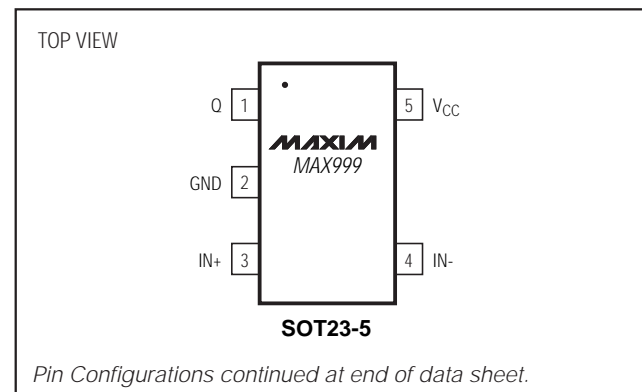 TOP VIEW
Q 1
5 VCC
MAXIM
MAX999
GND 2
IN+ 3
4 IN-
SOT23-5
Pin Configurations continued at end of data sheet.